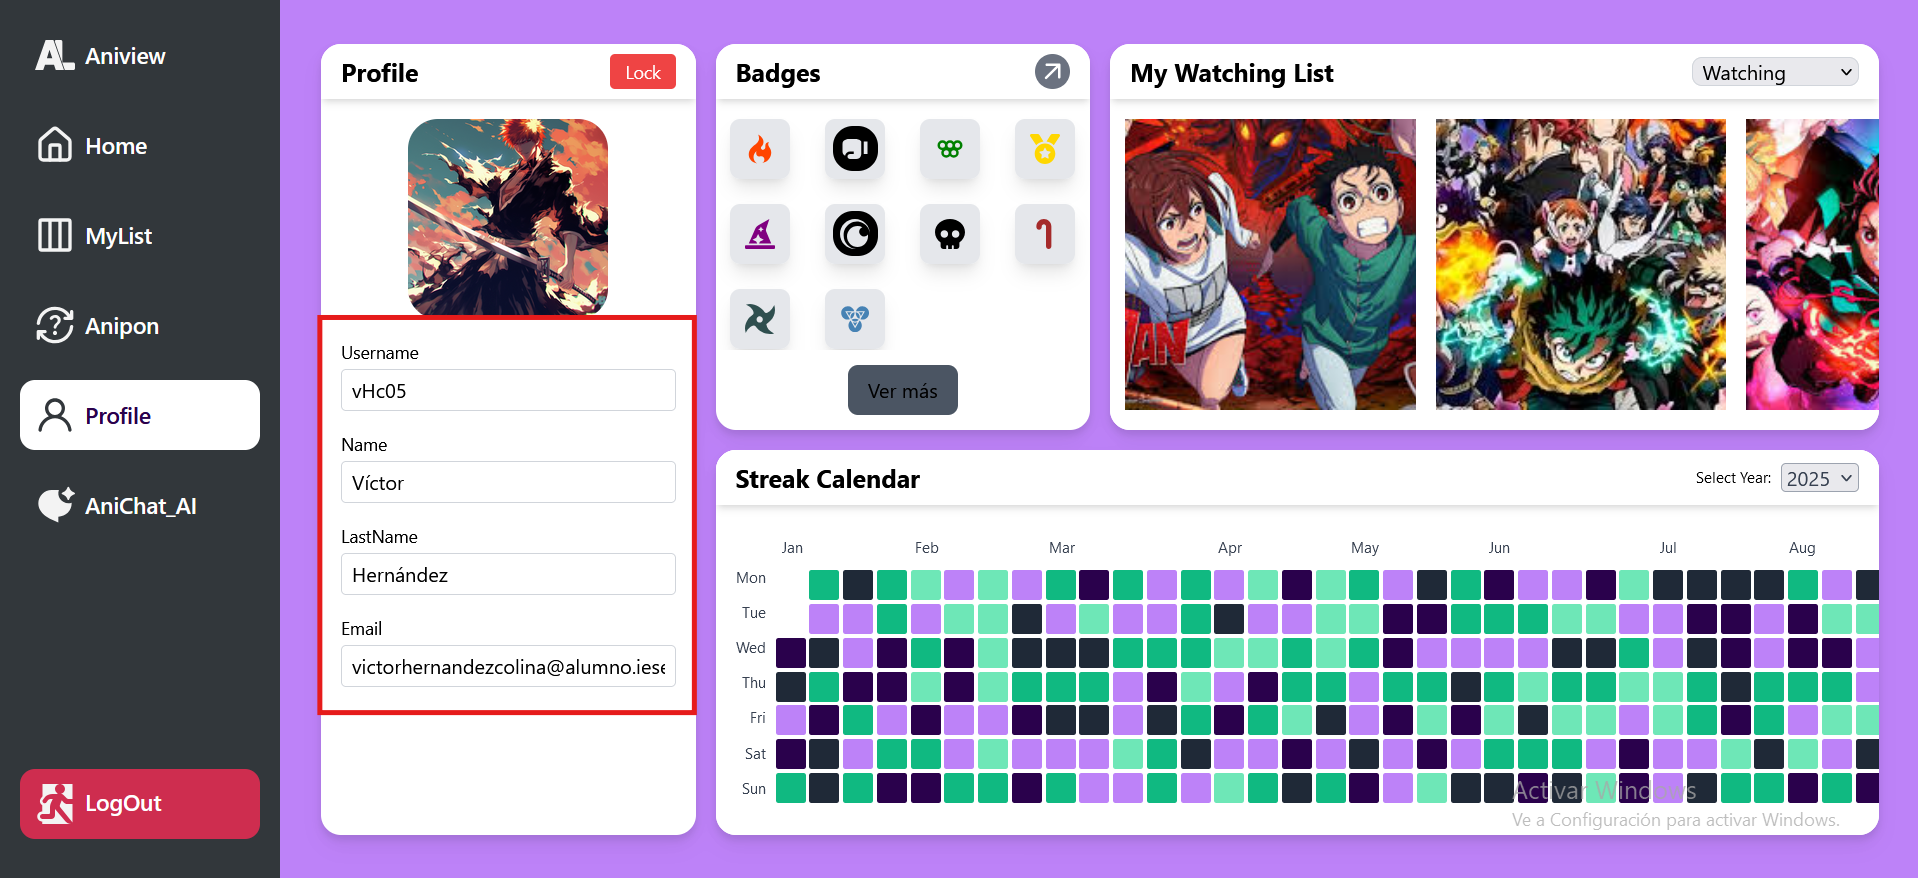 Aniview
Home
MyList
Anipon
Profile
AniChat_AI
LogOut
Profile
Lock
Username
vHc05
Name
Víctor
LastName
Hernández
Email
victorhernandezcolina@alumno.iese
Badges
Ver más
My Watching List
Watching
Streak Calendar
Select Year:
2025
Jan Feb Mar Apr May Jun Jul Aug
Mon
Tue
Wed
Thu
Fri
Sat
Sun
Activar Windows
Ve a Configuración para activar Windows.